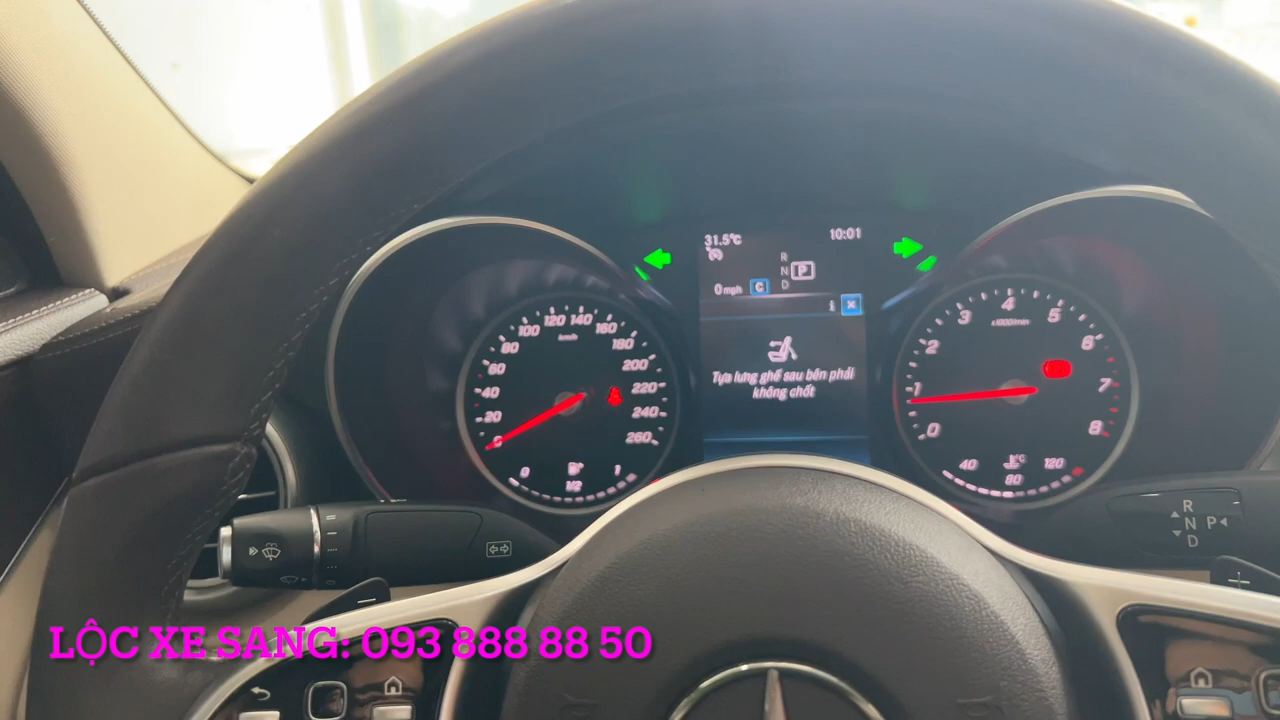 31.5°C 10:01
R
N P
D
0 mph C
i ×
Tựa lưng ghế sau bên phải
không chốt
0 20 40 60 80 100 120 140 160 180 200 220 240 260
km/h
0 1/2 1
0 1 2 3 4 5 6 7 8
x1000/min
40 80 120
°C
R
N P
D
LỘC XE SANG: 093 888 88 50